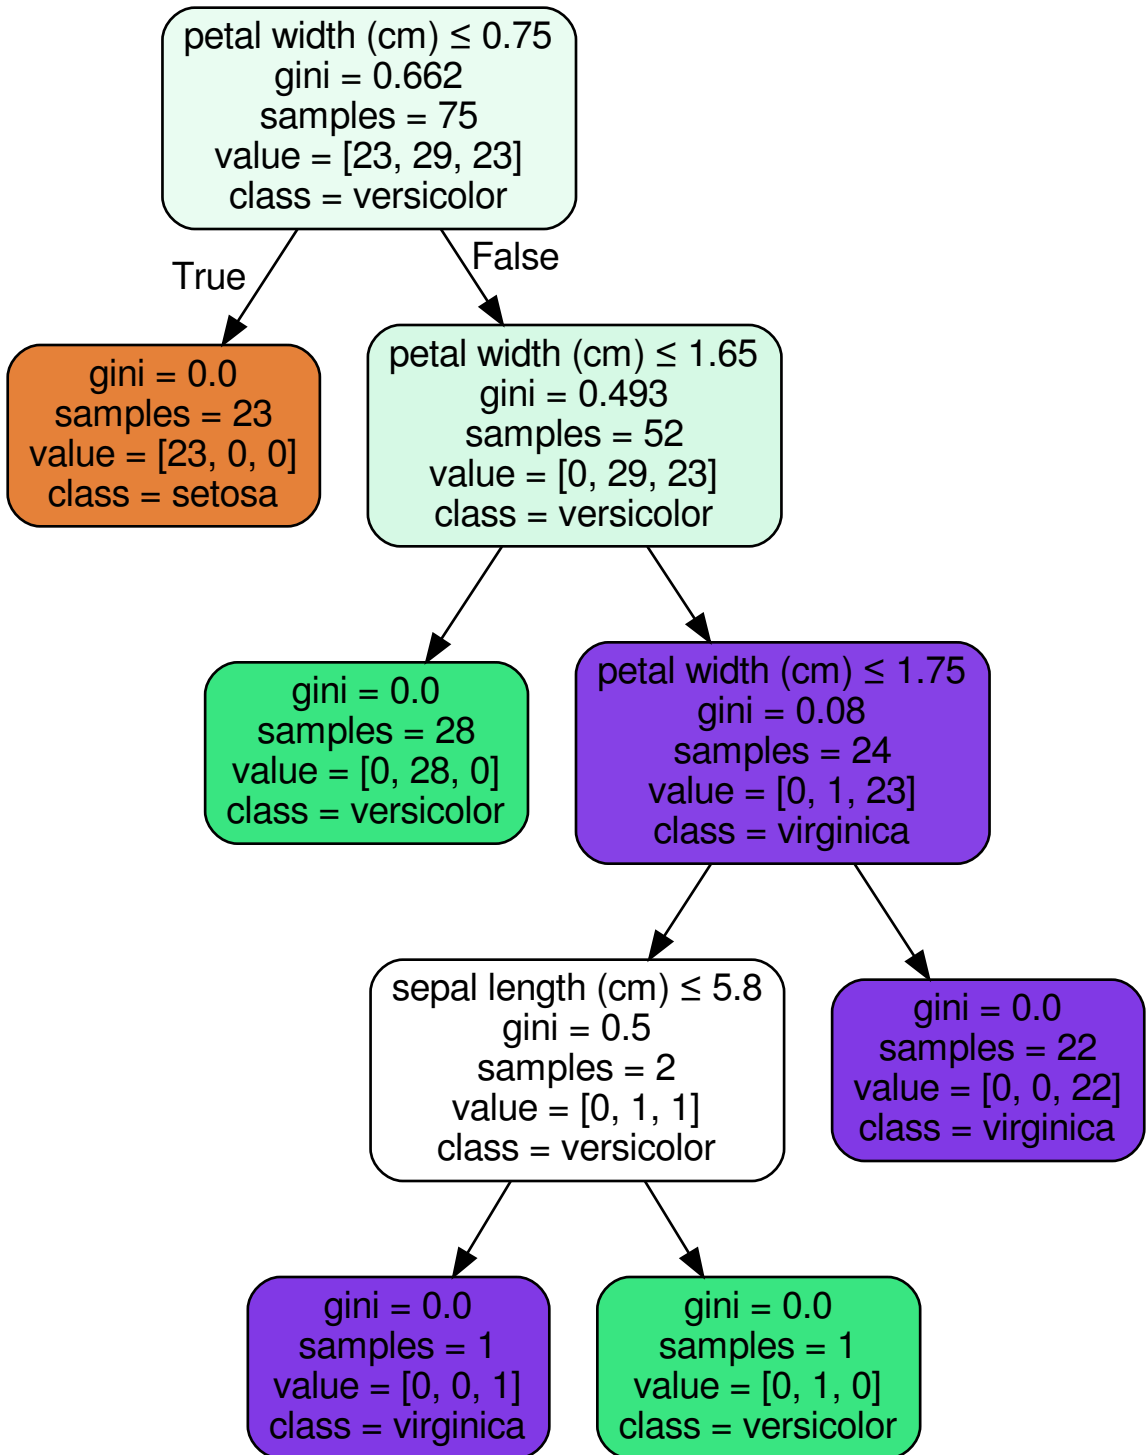 petal width (cm) ≤ 0.75
gini = 0.662
samples = 75
value = [23, 29, 23]
class = versicolor
True
False
gini = 0.0
samples = 23
value = [23, 0, 0]
class = setosa
petal width (cm) ≤ 1.65
gini = 0.493
samples = 52
value = [0, 29, 23]
class = versicolor
gini = 0.0
samples = 28
value = [0, 28, 0]
class = versicolor
petal width (cm) ≤ 1.75
gini = 0.08
samples = 24
value = [0, 1, 23]
class = virginica
sepal length (cm) ≤ 5.8
gini = 0.5
samples = 2
value = [0, 1, 1]
class = versicolor
gini = 0.0
samples = 22
value = [0, 0, 22]
class = virginica
gini = 0.0
samples = 1
value = [0, 0, 1]
class = virginica
gini = 0.0
samples = 1
value = [0, 1, 0]
class = versicolor